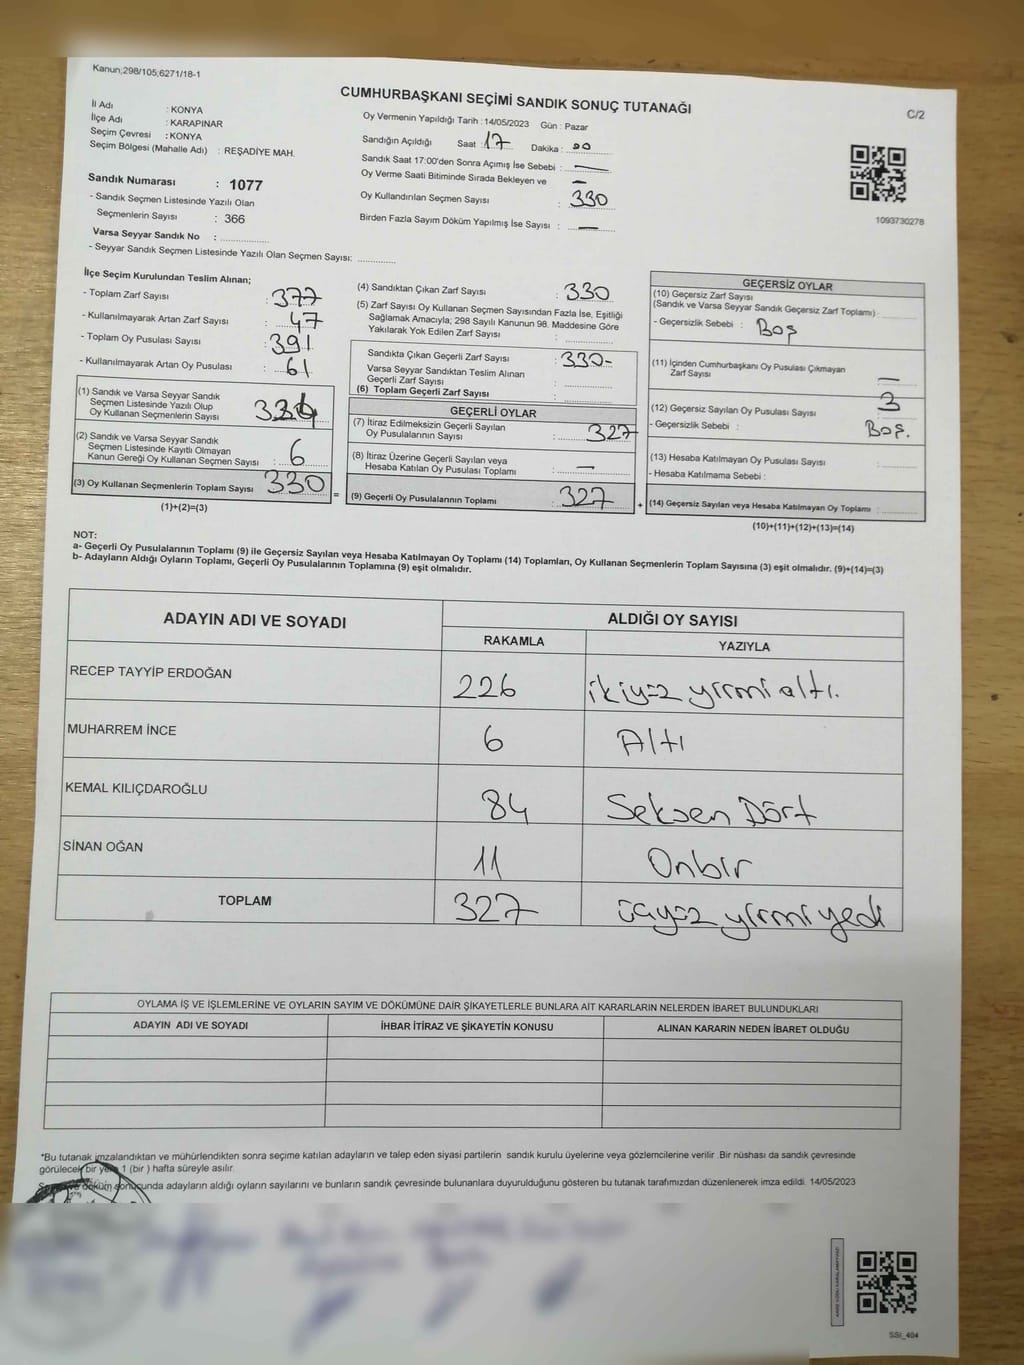 Kanun;298/105;6271/18-1
CUMHURBAŞKANI SEÇİMİ SANDIK SONUÇ TUTANAĞI
C/2
İl Adı : KONYA
İlçe Adı : KARAPINAR
Seçim Çevresi : KONYA
Seçim Bölgesi (Mahalle Adı) : REŞADİYE MAH.
Sandık Numarası : 1077
- Sandık Seçmen Listesinde Yazılı Olan
Seçmenlerin Sayısı : 366
Varsa Seyyar Sandık No : ..............
- Seyyar Sandık Seçmen Listesinde Yazılı Olan Seçmen Sayısı: ............
Oy Vermenin Yapıldığı Tarih : 14/05/2023 Gün : Pazar
Sandığın Açıldığı Saat : 17 Dakika : 00
Sandık Saat 17:00'den Sonra Açımış İse Sebebi : —
Oy Verme Saati Bitiminde Sırada Bekleyen ve —
Oy Kullandırılan Seçmen Sayısı : 330
Birden Fazla Sayım Döküm Yapılmış İse Sayısı : —
1093730278
İlçe Seçim Kurulundan Teslim Alınan;
- Toplam Zarf Sayısı : 377
- Kullanılmayarak Artan Zarf Sayısı : 47
- Toplam Oy Pusulası Sayısı : 391
- Kullanılmayarak Artan Oy Pusulası : 61
(1) Sandık ve Varsa Seyyar Sandık
Seçmen Listesinde Yazılı Olup
Oy Kullanan Seçmenlerin Sayısı
(2) Sandık ve Varsa Seyyar Sandık
Seçmen Listesinde Kayıtlı Olmayan
Kanun Gereği Oy Kullanan Seçmen Sayısı : 6
(3) Oy Kullanan Seçmenlerin Toplam Sayısı 330
(1)+(2)=(3)
=
(4) Sandıktan Çıkan Zarf Sayısı : 330
(5) Zarf Sayısı Oy Kullanan Seçmen Sayısından Fazla İse, Eşitliği
Sağlamak Amacıyla; 298 Sayılı Kanunun 98. Maddesine Göre
Yakılarak Yok Edilen Zarf Sayısı : ............
Sandıkta Çıkan Geçerli Zarf Sayısı : 330-
Varsa Seyyar Sandıktan Teslim Alınan
Geçerli Zarf Sayısı : ............
(6) Toplam Geçerli Zarf Sayısı : ............
GEÇERLİ OYLAR
(7) İtiraz Edilmeksizin Geçerli Sayılan
Oy Pusulalarının Sayısı : 327
(8) İtiraz Üzerine Geçerli Sayılan veya
Hesaba Katılan Oy Pusulası Toplamı : —
(9) Geçerli Oy Pusulalarının Toplamı : 327
+
GEÇERSİZ OYLAR
(10) Geçersiz Zarf Sayısı
(Sandık ve Varsa Seyyar Sandık Geçersiz Zarf Toplamı) : ........
- Geçersizlik Sebebi : Boş
(11) İçinden Cumhurbaşkanı Oy Pusulası Çıkmayan
Zarf Sayısı —
(12) Geçersiz Sayılan Oy Pusulası Sayısı : 3
- Geçersizlik Sebebi : Boş.
(13) Hesaba Katılmayan Oy Pusulası Sayısı : ........
- Hesaba Katılmama Sebebi :
(14) Geçersiz Sayılan veya Hesaba Katılmayan Oy Toplamı : ........
(10)+(11)+(12)+(13)=(14)
NOT:
a- Geçerli Oy Pusulalarının Toplamı (9) ile Geçersiz Sayılan veya Hesaba Katılmayan Oy Toplamı (14) Toplamları, Oy Kullanan Seçmenlerin Toplam Sayısına (3) eşit olmalıdır. (9)+(14)=(3)
b- Adayların Aldığı Oyların Toplamı, Geçerli Oy Pusulalarının Toplamına (9) eşit olmalıdır.
ADAYIN ADI VE SOYADI ALDIĞI OY SAYISI
RAKAMLA YAZIYLA
RECEP TAYYİP ERDOĞAN 226 ikiyüz yirmi altı.
MUHARREM İNCE 6 Altı
KEMAL KILIÇDAROĞLU 84 Seksen Dört
SİNAN OĞAN 11 Onbir
TOPLAM 327 üçyüz yirmi yedi
OYLAMA İŞ VE İŞLEMLERİNE VE OYLARIN SAYIM VE DÖKÜMÜNE DAİR ŞİKAYETLERLE BUNLARA AİT KARARLARIN NELERDEN İBARET BULUNDUKLARI
ADAYIN ADI VE SOYADI İHBAR İTİRAZ VE ŞİKAYETİN KONUSU ALINAN KARARIN NEDEN İBARET OLDUĞU
*Bu tutanak imzalandıktan ve mühürlendikten sonra seçime katılan adayların ve talep eden siyasi partilerin sandık kurulu üyelerine veya gözlemcilerine verilir. Bir nüshası da sandık çevresinde
görülecek bir yere 1 (bir ) hafta süreyle asılır.
döküm sonucunda adayların aldığı oyların sayılarını ve bunların sandık çevresinde bulunanlara duyurulduğunu gösteren bu tutanak tarafımızdan düzenlenerek imza edildi. 14/05/2023
SSİ_404